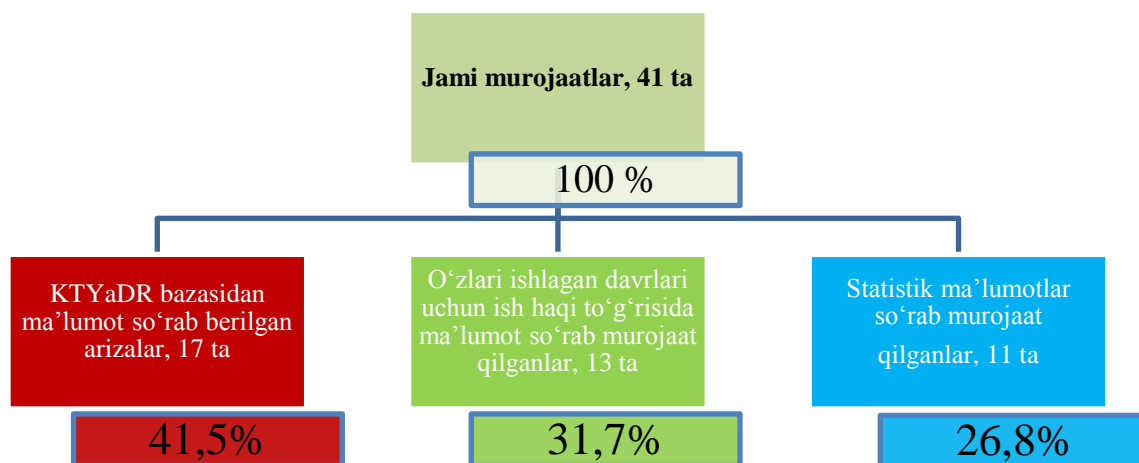 Jami murojaatlar, 41 ta
100 %
KTYaDR bazasidan
ma’lumot so‘rab berilgan
arizalar, 17 ta
41,5%
O‘zlari ishlagan davrlari
uchun ish haqi to‘g‘risida
ma’lumot so‘rab murojaat
qilganlar, 13 ta
31,7%
Statistik ma’lumotlar
so‘rab murojaat
qilganlar, 11 ta
26,8%